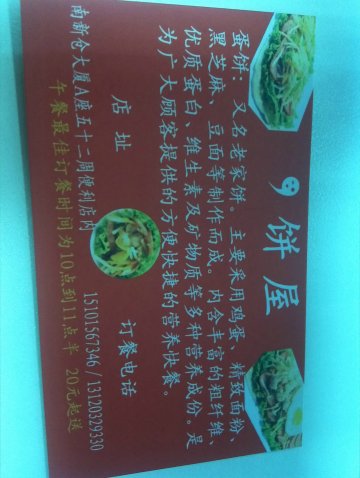 9饼屋
蛋饼：又名老家饼。主要采用鸡蛋、精致面粉、
黑芝麻、豆面等制作而成。内含丰富的粗纤维、
优质蛋白、维生素及矿物质等多种营养成份。是
为广大顾客提供的方便快捷的营养快餐。
店址
订餐电话
南新仓大厦A座五十二周便利店内
15101567346/13120329330
午餐最佳订餐时间为10点到11点半 20元起送